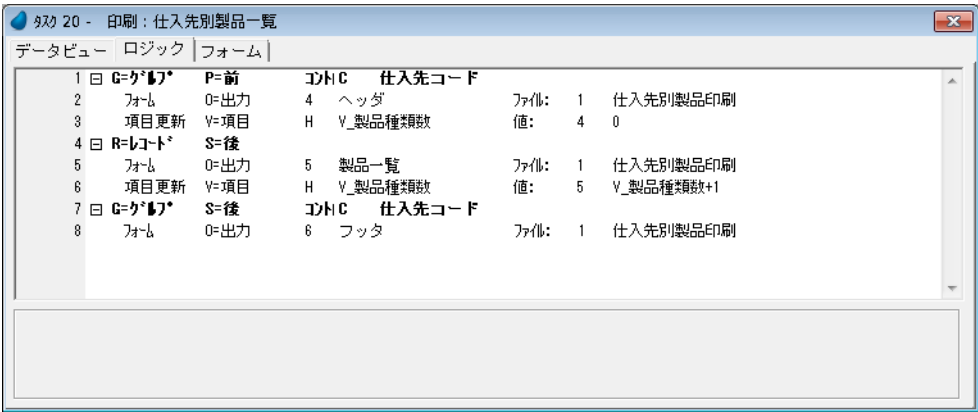 ﾀｽｸ 20 - 印刷：仕入先別製品一覧
データビュー ロジック フォーム
1 G=ｸﾞﾙｰﾌﾟ P=前 ｺﾝﾄﾛ C 仕入先コード
2 ﾌｫｰﾑ O=出力 4 ヘッダ ﾌｧｲﾙ: 1 仕入先別製品印刷
3 項目更新 V=項目 H V_製品種類数 値: 4 0
4 R=ﾚｺｰﾄﾞ S=後
5 ﾌｫｰﾑ O=出力 5 製品一覧 ﾌｧｲﾙ: 1 仕入先別製品印刷
6 項目更新 V=項目 H V_製品種類数 値: 5 V_製品種類数+1
7 G=ｸﾞﾙｰﾌﾟ S=後 ｺﾝﾄﾛ C 仕入先コード
8 ﾌｫｰﾑ O=出力 6 フッタ ﾌｧｲﾙ: 1 仕入先別製品印刷